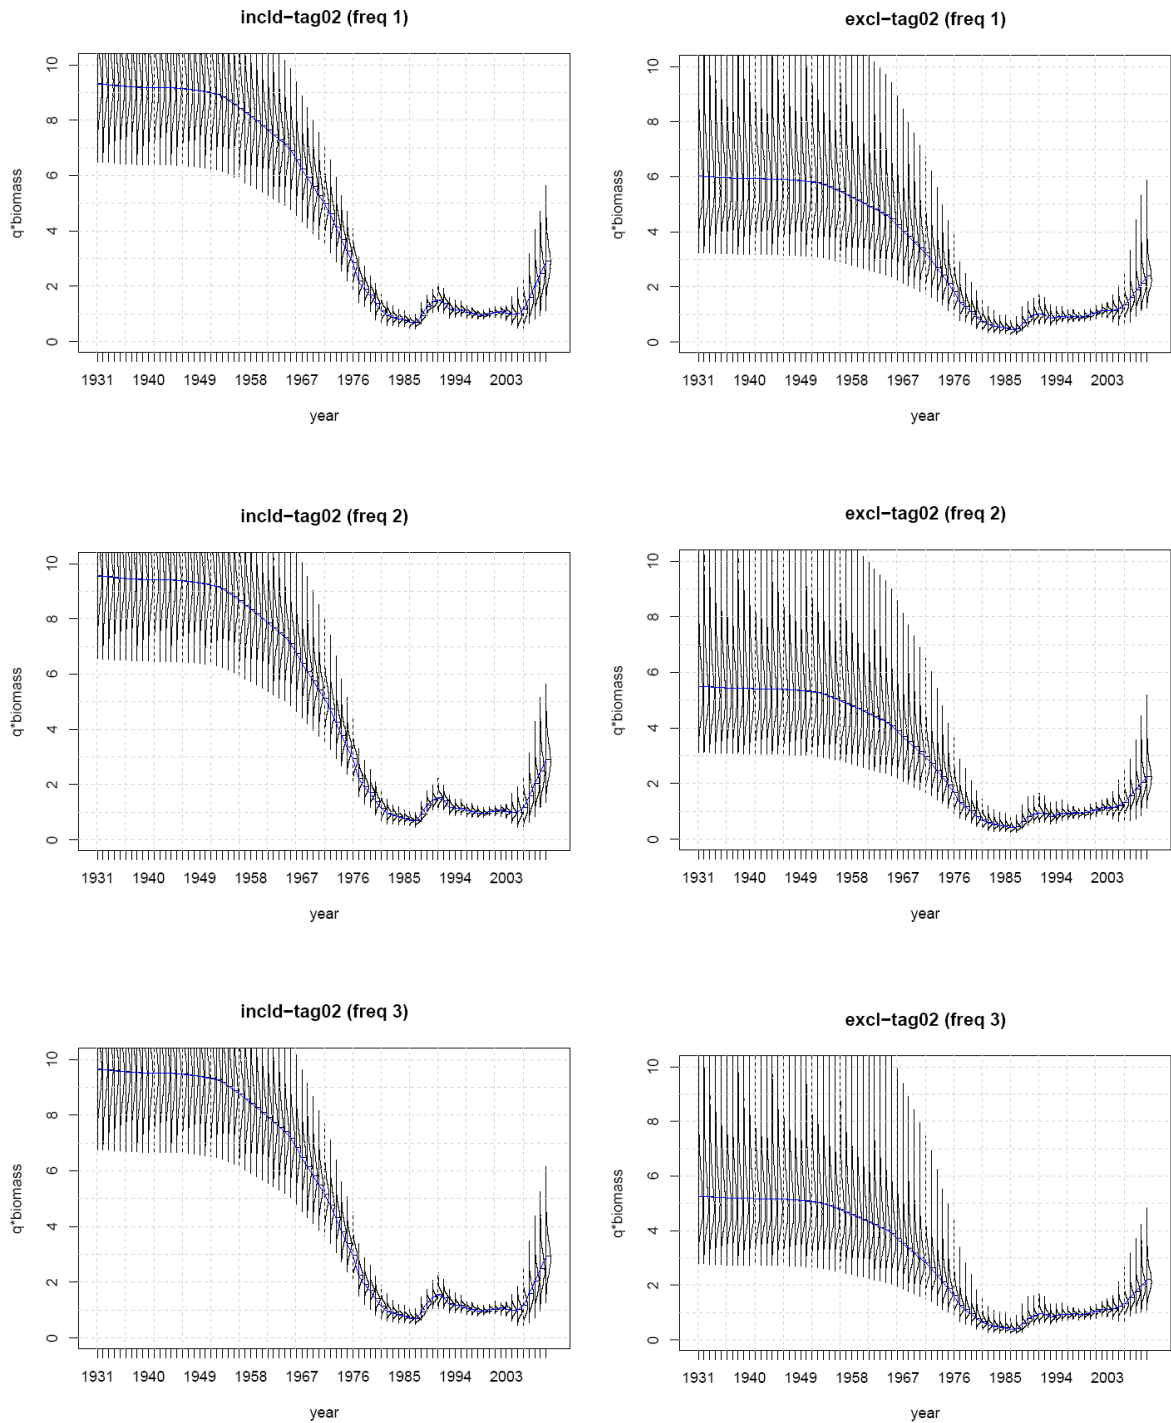 incld−tag02 (freq 1)
q*biomass
0 2 4 6 8 10
1931 1940 1949 1958 1967 1976 1985 1994 2003
year
excl−tag02 (freq 1)
q*biomass
0 2 4 6 8 10
1931 1940 1949 1958 1967 1976 1985 1994 2003
year
incld−tag02 (freq 2)
q*biomass
0 2 4 6 8 10
1931 1940 1949 1958 1967 1976 1985 1994 2003
year
excl−tag02 (freq 2)
q*biomass
0 2 4 6 8 10
1931 1940 1949 1958 1967 1976 1985 1994 2003
year
incld−tag02 (freq 3)
q*biomass
0 2 4 6 8 10
1931 1940 1949 1958 1967 1976 1985 1994 2003
year
excl−tag02 (freq 3)
q*biomass
0 2 4 6 8 10
1931 1940 1949 1958 1967 1976 1985 1994 2003
year